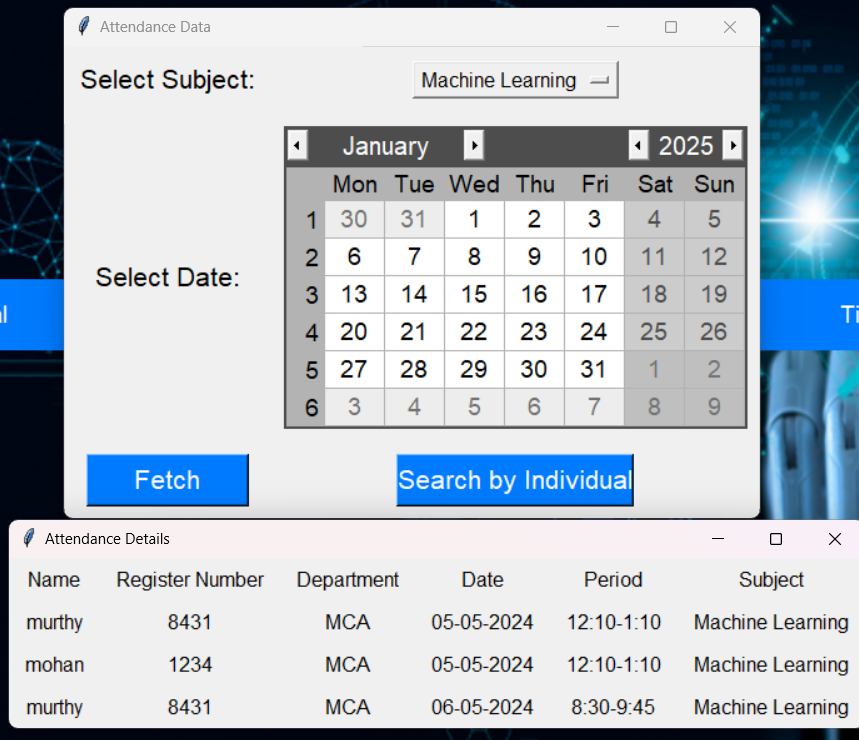 Attendance Data
Select Subject:
Machine Learning
January
2025
Mon Tue Wed Thu Fri Sat Sun
1 30 31 1 2 3 4 5
2 6 7 8 9 10 11 12
Select Date:
3 13 14 15 16 17 18 19
4 20 21 22 23 24 25 26
5 27 28 29 30 31 1 2
6 3 4 5 6 7 8 9
Fetch
Search by Individual
Attendance Details
Name Register Number Department Date Period Subject
murthy 8431 MCA 05-05-2024 12:10-1:10 Machine Learning
mohan 1234 MCA 05-05-2024 12:10-1:10 Machine Learning
murthy 8431 MCA 06-05-2024 8:30-9:45 Machine Learning